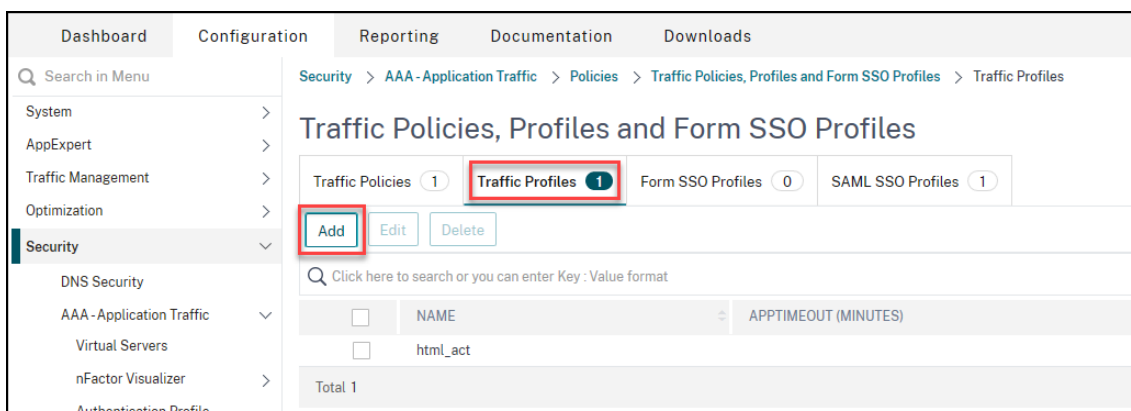 Dashboard Configuration Reporting Documentation Downloads
Search in Menu
Security > AAA - Application Traffic > Policies > Traffic Policies, Profiles and Form SSO Profiles > Traffic Profiles
System
AppExpert
Traffic Management
Optimization
Security
DNS Security
AAA - Application Traffic
Virtual Servers
nFactor Visualizer
Authentication Profile
Traffic Policies, Profiles and Form SSO Profiles
Traffic Policies 1 Traffic Profiles 1 Form SSO Profiles 0 SAML SSO Profiles 1
Add Edit Delete
Click here to search or you can enter Key : Value format
NAME APPTIMEOUT (MINUTES)
html_act
Total 1